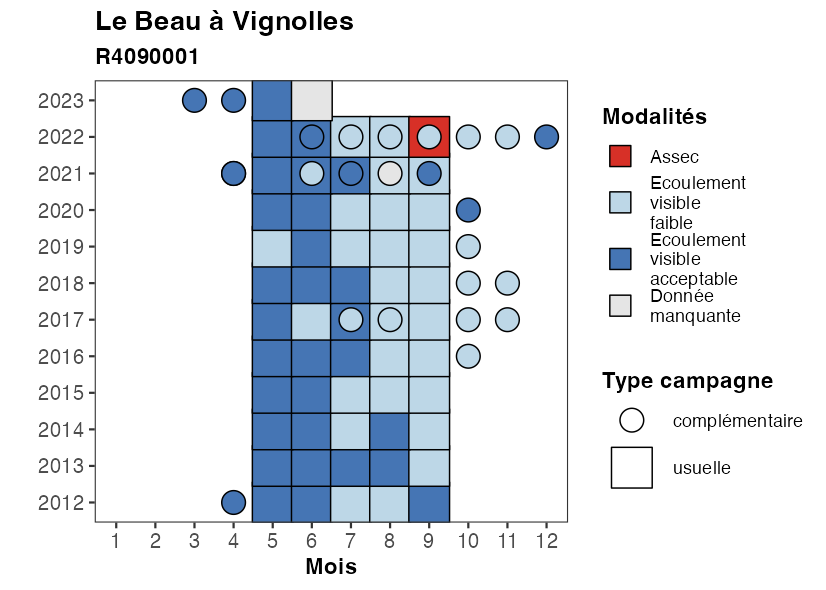 Le Beau à Vignolles
R4090001
2023
2022
2021
2020
2019
2018
2017
2016
2015
2014
2013
2012
1 2 3 4 5 6 7 8 9 10 11 12
Mois
Modalités
Assec
Ecoulement
visible
faible
Ecoulement
visible
acceptable
Donnée
manquante
Type campagne
complémentaire
usuelle